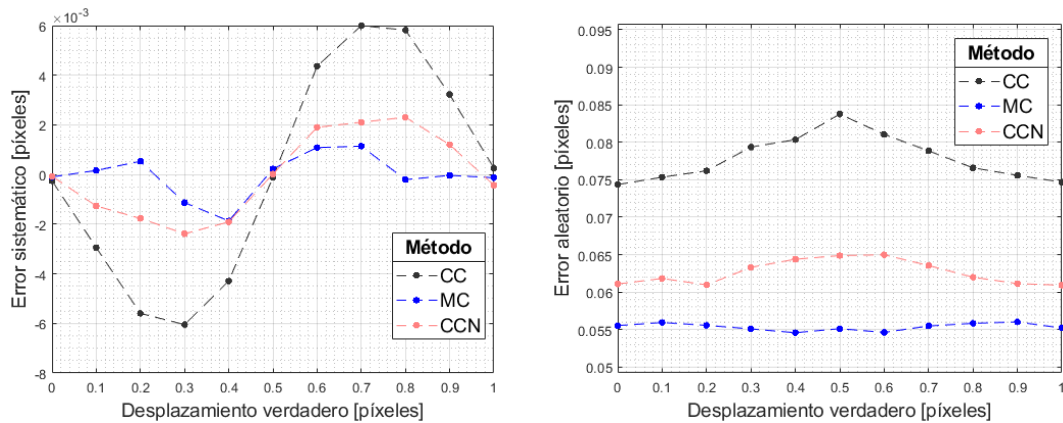 ×10⁻³
Error sistemático [píxeles]
6
4
2
0
-2
-4
-6
-8
0 0.1 0.2 0.3 0.4 0.5 0.6 0.7 0.8 0.9 1
Desplazamiento verdadero [píxeles]
Método
CC
MC
CCN
Error aleatorio [píxeles]
0.095
0.09
0.085
0.08
0.075
0.07
0.065
0.06
0.055
0.05
0 0.1 0.2 0.3 0.4 0.5 0.6 0.7 0.8 0.9 1
Desplazamiento verdadero [píxeles]
Método
CC
MC
CCN